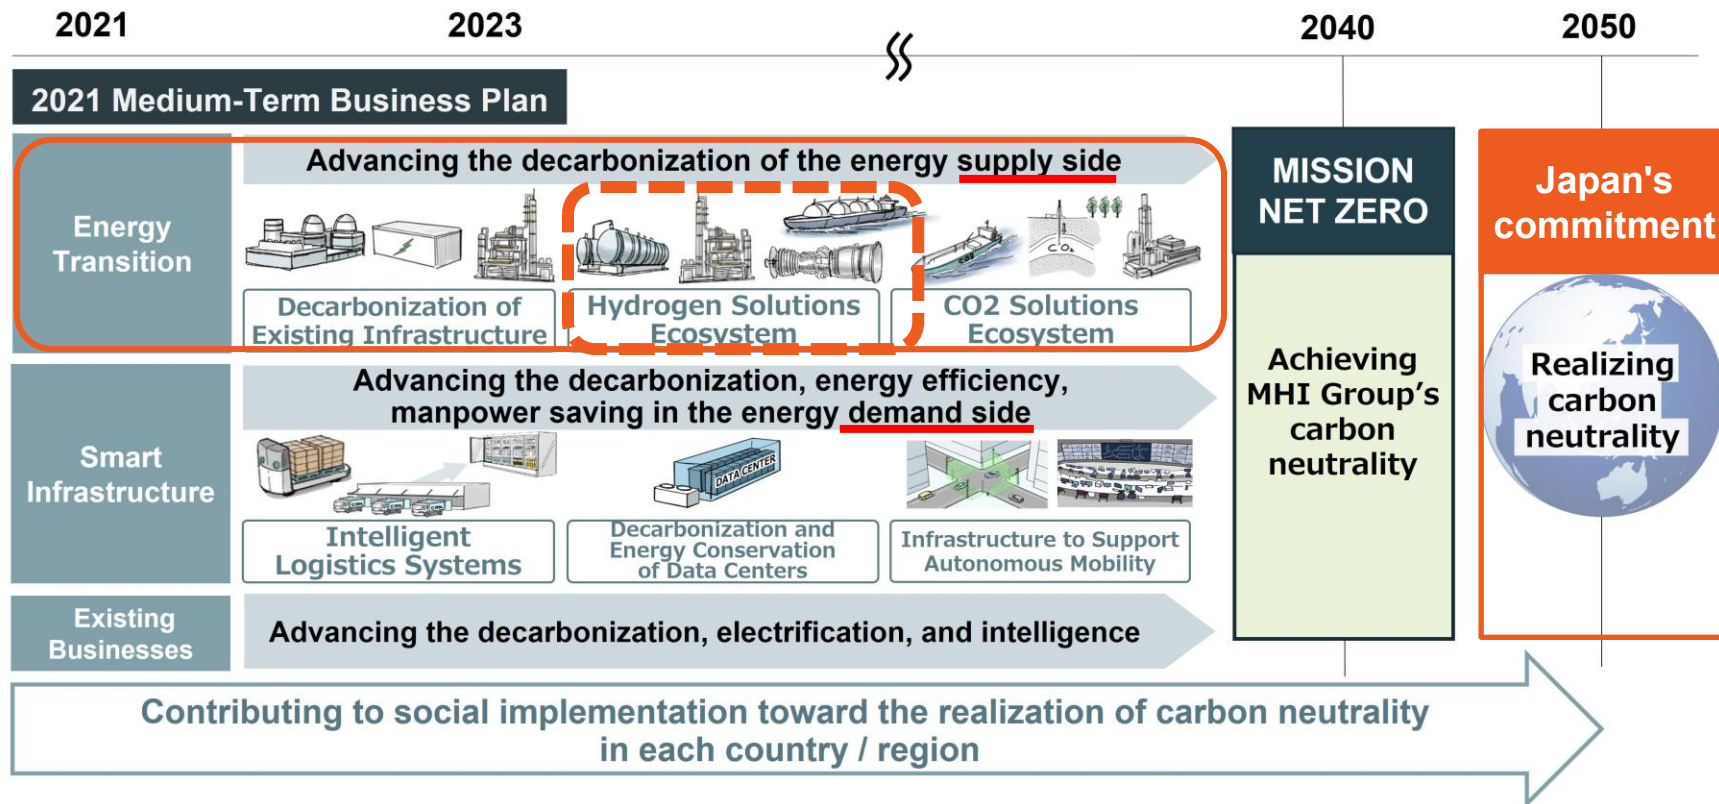 2021
2023
2040
2050
2021 Medium-Term Business Plan
Energy
Transition
Advancing the decarbonization of the energy supply side
Decarbonization of
Existing Infrastructure
Hydrogen Solutions
Ecosystem
CO2 Solutions
Ecosystem
Smart
Infrastructure
Advancing the decarbonization, energy efficiency,
manpower saving in the energy demand side
DATA CENTER
Intelligent
Logistics Systems
Decarbonization and
Energy Conservation
of Data Centers
Infrastructure to Support
Autonomous Mobility
Existing
Businesses
Advancing the decarbonization, electrification, and intelligence
MISSION
NET ZERO
Achieving
MHI Group’s
carbon
neutrality
Japan's
commitment
Realizing
carbon
neutrality
Contributing to social implementation toward the realization of carbon neutrality
in each country / region